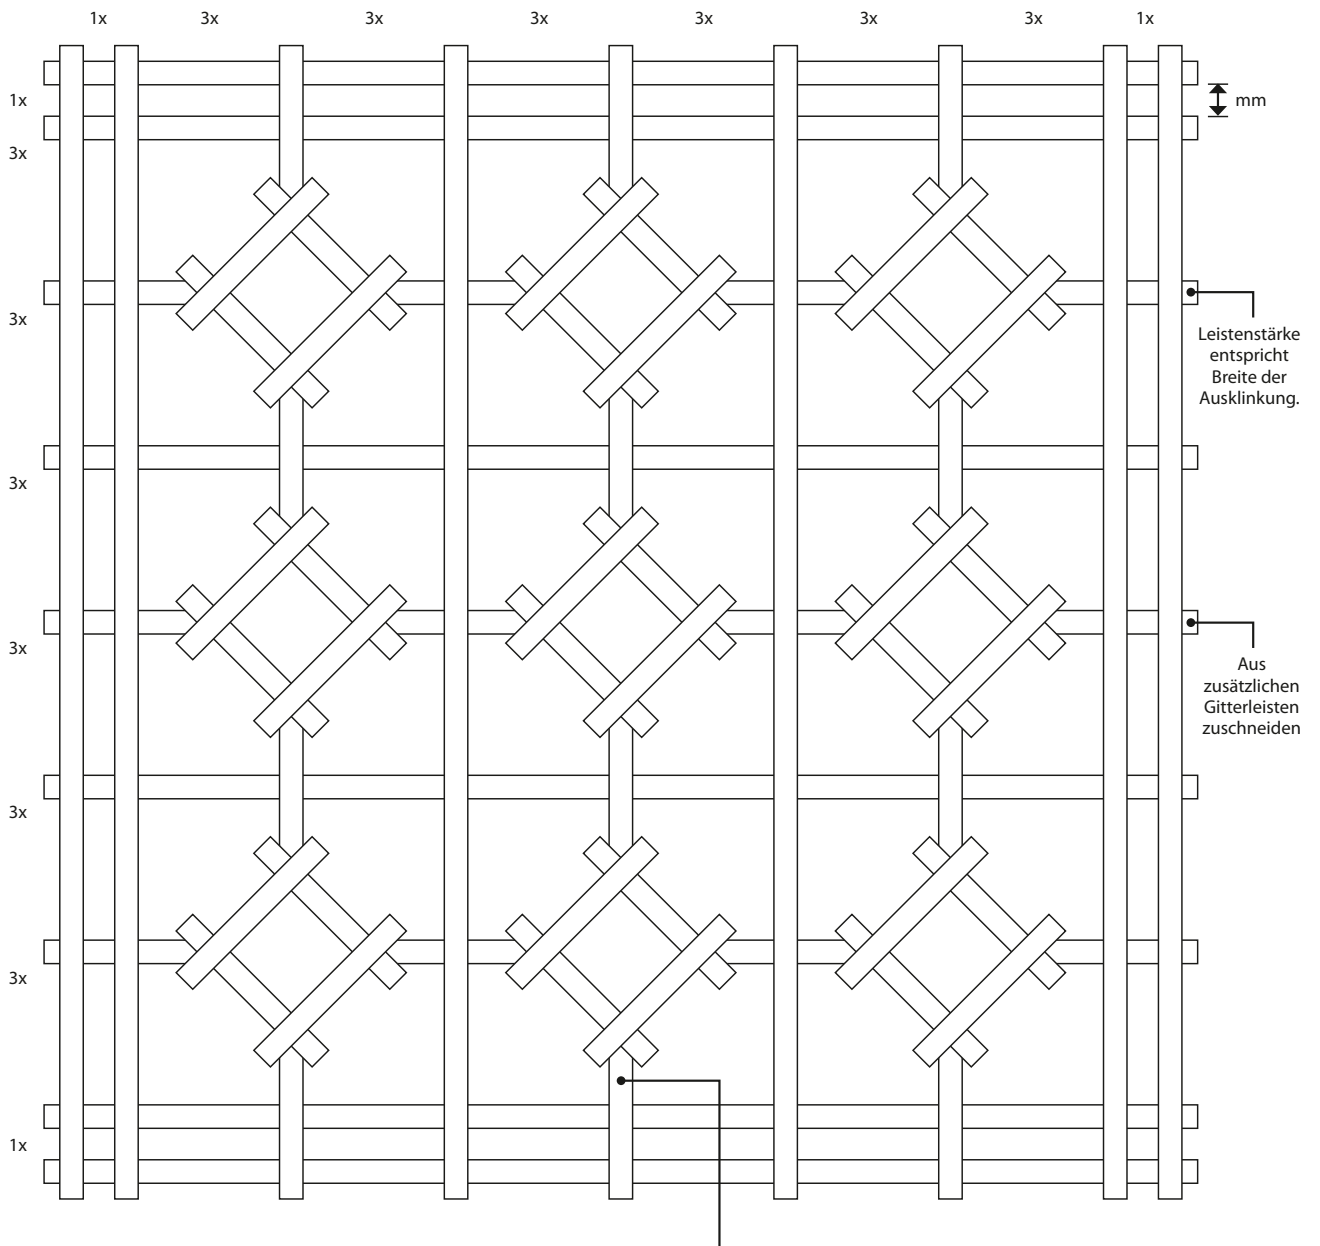 1x 3x 3x 3x 3x 3x 3x 1x
1x
mm
3x
3x
Leistenstärke
entspricht
Breite der
Ausklinkung.
3x
3x
Aus
zusätzlichen
Gitterleisten
zuschneiden
3x
3x
1x